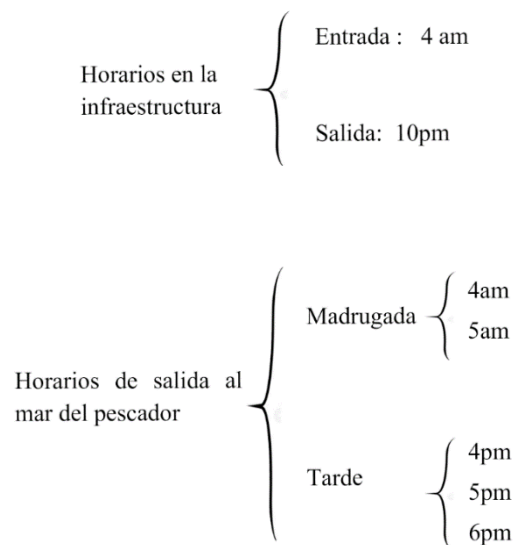 Horarios en la
infraestructura
Entrada :   4 am
Salida:  10pm
Horarios de salida al
mar del pescador
Madrugada
4am
5am
Tarde
4pm
5pm
6pm